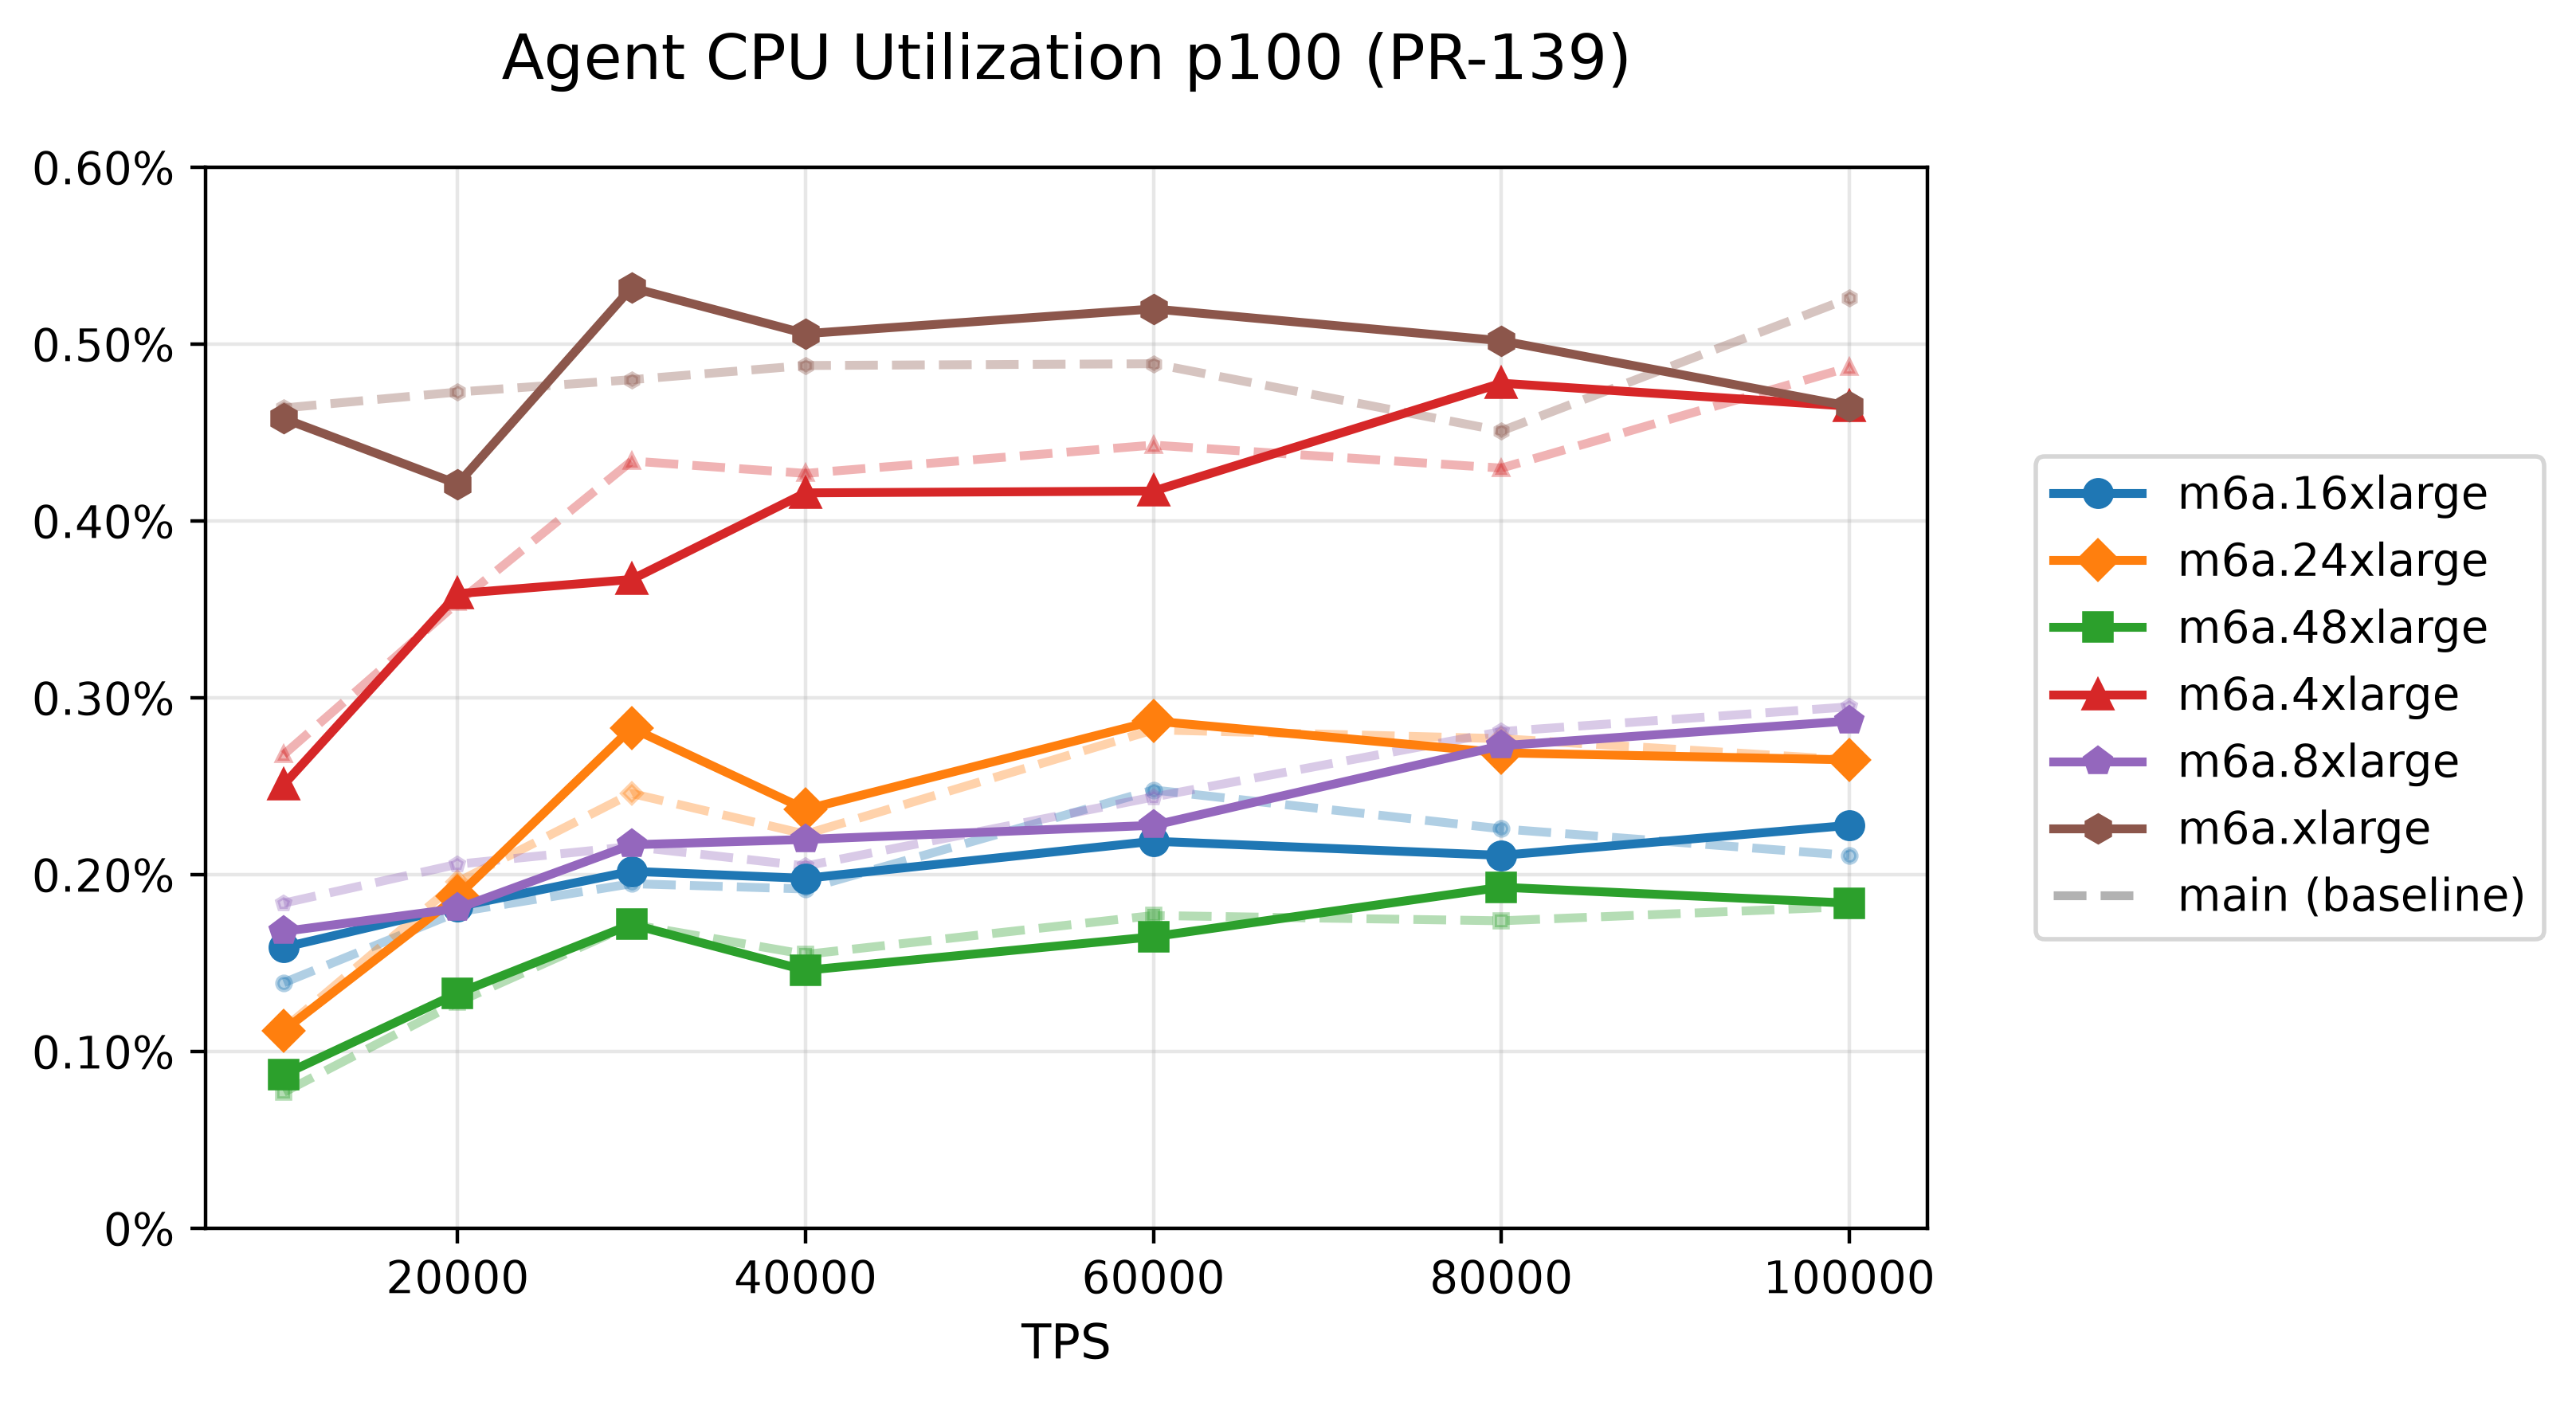 Agent CPU Utilization p100 (PR-139)
0.60%
0.50%
0.40%
0.30%
0.20%
0.10%
0%
20000 40000 60000 80000 100000
TPS
m6a.16xlarge
m6a.24xlarge
m6a.48xlarge
m6a.4xlarge
m6a.8xlarge
m6a.xlarge
main (baseline)